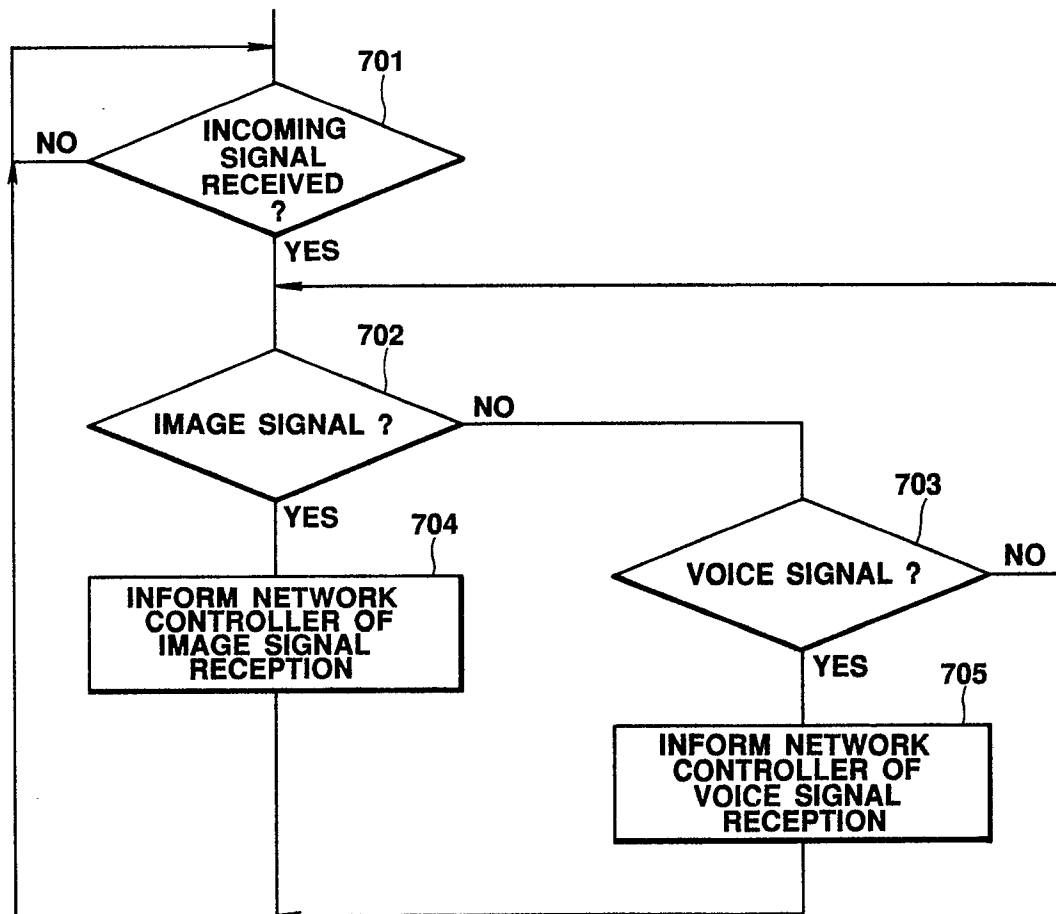 701
NO
INCOMING
SIGNAL
RECEIVED
?
YES
702
IMAGE SIGNAL ?
NO
YES
703
VOICE SIGNAL ?
NO
YES
704
INFORM NETWORK
CONTROLLER OF
IMAGE SIGNAL
RECEPTION
705
INFORM NETWORK
CONTROLLER OF
VOICE SIGNAL
RECEPTION